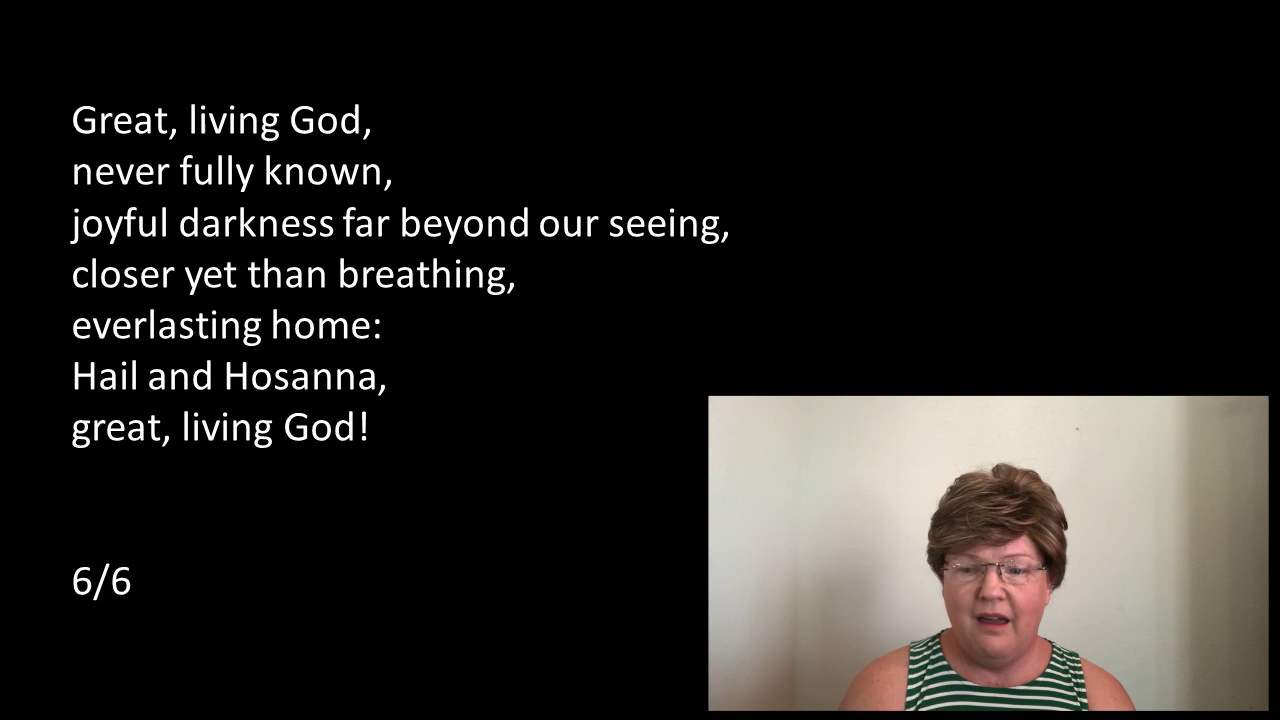 Great, living God,
never fully known,
joyful darkness far beyond our seeing,
closer yet than breathing,
everlasting home:
Hail and Hosanna,
great, living God!
6/6